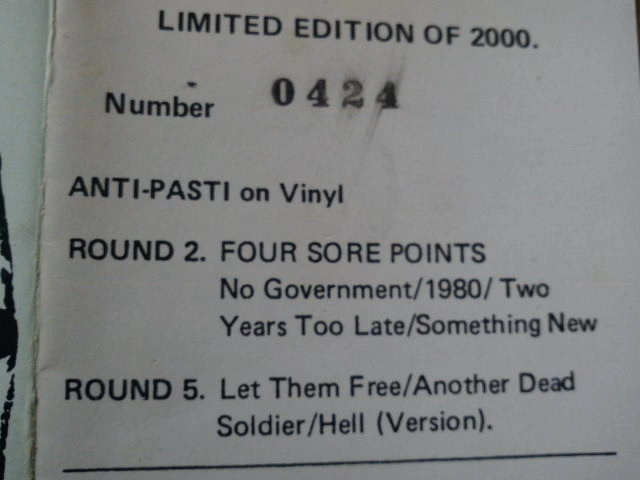 LIMITED EDITION OF 2000.
Number 0424
ANTI-PASTI on Vinyl
ROUND 2. FOUR SORE POINTS
No Government/1980/ Two
Years Too Late/Something New
ROUND 5. Let Them Free/Another Dead
Soldier/Hell (Version).